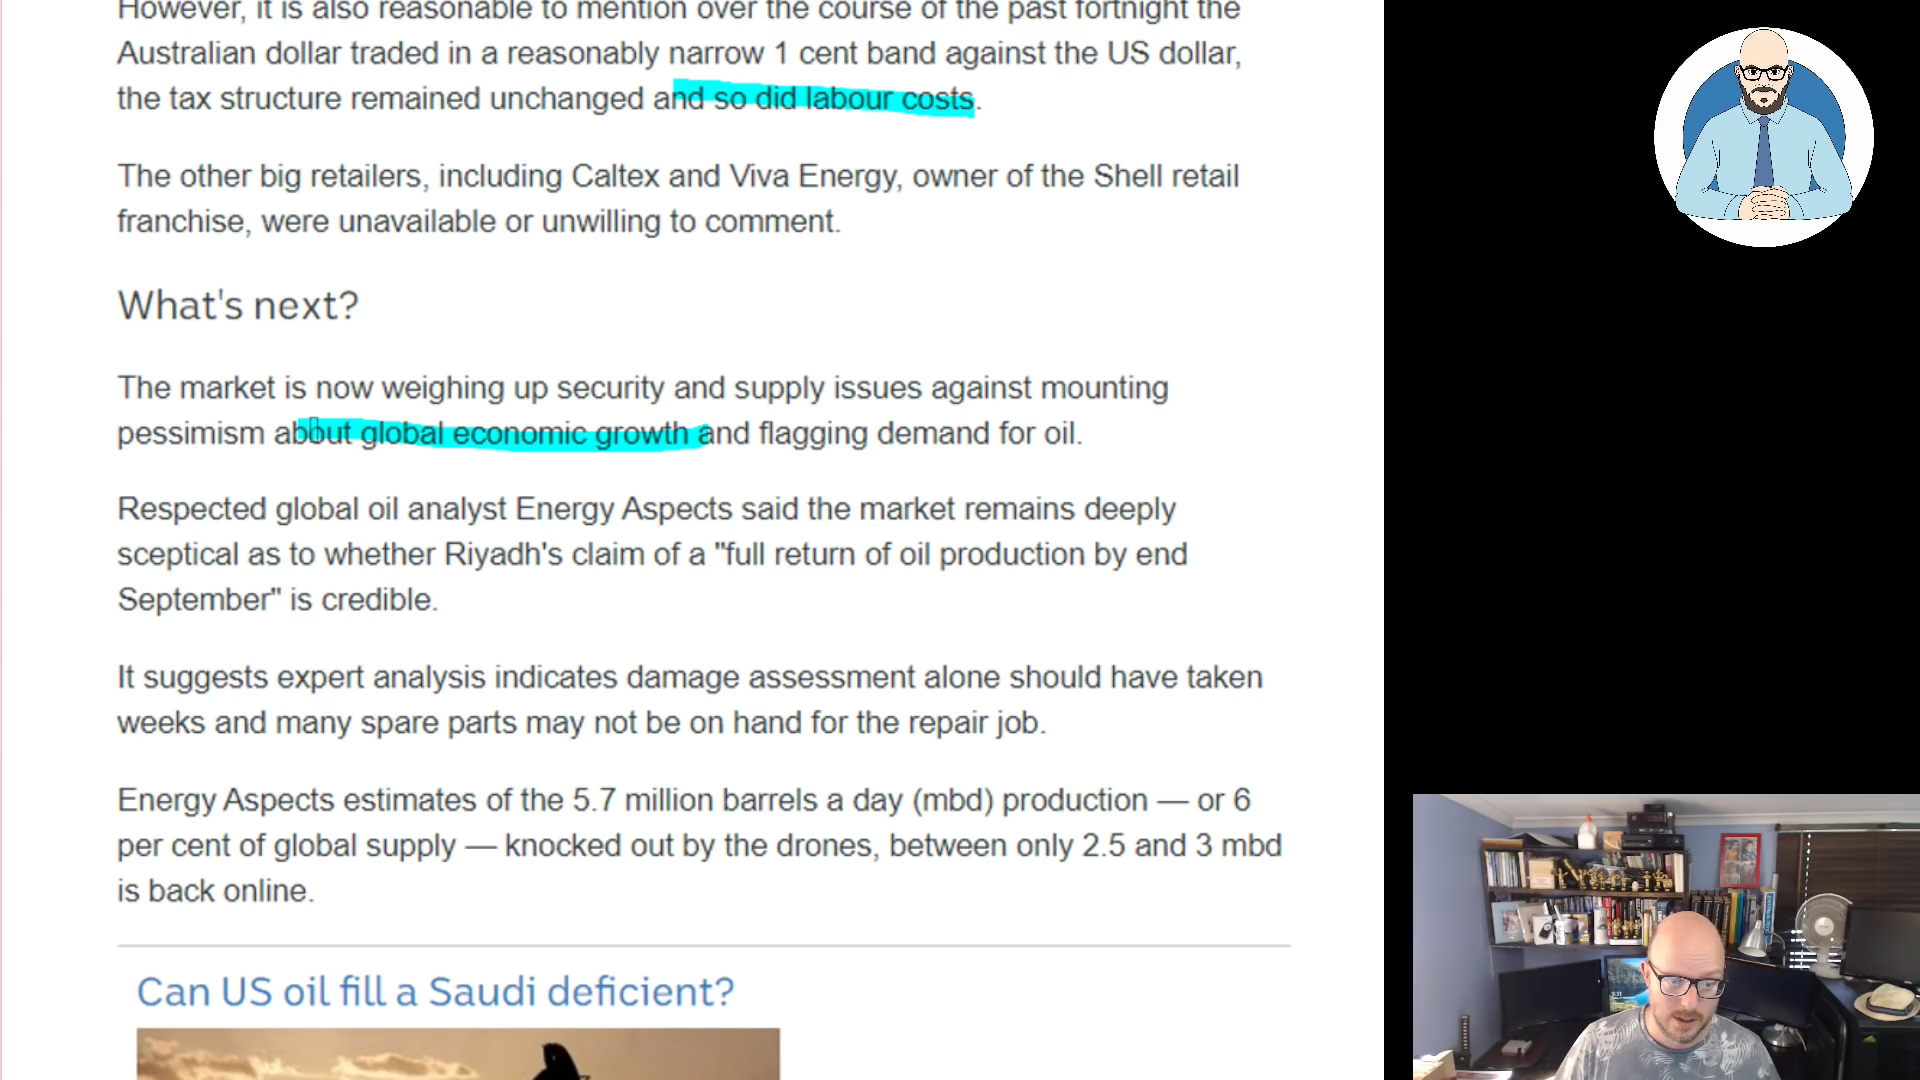 However, it is also reasonable to mention over the course of the past fortnight the
Australian dollar traded in a reasonably narrow 1 cent band against the US dollar,
the tax structure remained unchanged and so did labour costs.
The other big retailers, including Caltex and Viva Energy, owner of the Shell retail
franchise, were unavailable or unwilling to comment.
What's next?
The market is now weighing up security and supply issues against mounting
pessimism about global economic growth and flagging demand for oil.
Respected global oil analyst Energy Aspects said the market remains deeply
sceptical as to whether Riyadh's claim of a "full return of oil production by end
September" is credible.
It suggests expert analysis indicates damage assessment alone should have taken
weeks and many spare parts may not be on hand for the repair job.
Energy Aspects estimates of the 5.7 million barrels a day (mbd) production — or 6
per cent of global supply — knocked out by the drones, between only 2.5 and 3 mbd
is back online.
Can US oil fill a Saudi deficient?